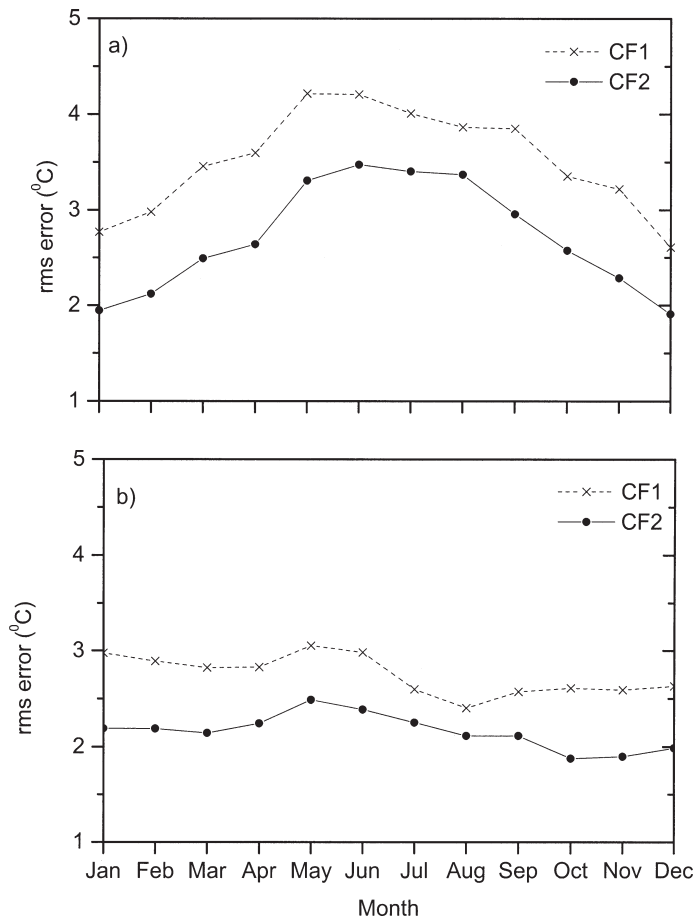 5
a)
CF1
CF2
4
3
2
1
rms error (⁰C)
5
b)
CF1
CF2
4
3
2
1
rms error (⁰C)
Jan Feb Mar Apr May Jun Jul Aug Sep Oct Nov Dec
Month